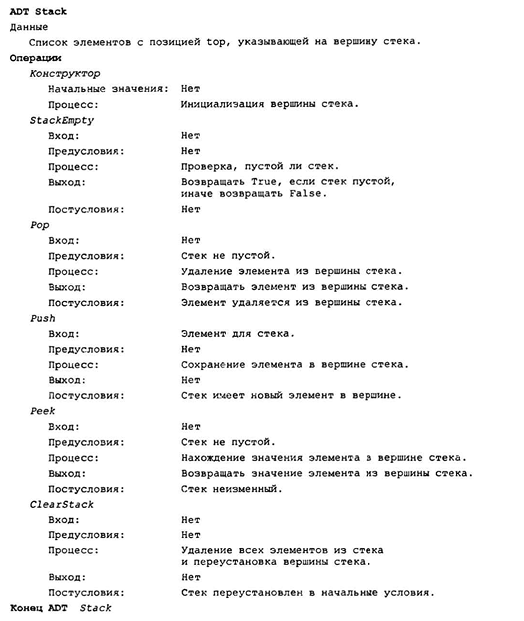 ADT Stack
Данные
Список элементов с позицией top, указывающей на вершину стека.
Операции
Конструктор
Начальные значения: Нет
Процесс: Инициализация вершины стека.
StackEmpty
Вход: Нет
Предусловия: Нет
Процесс: Проверка, пустой ли стек.
Выход: Возвращать True, если стек пустой,
иначе возвращать False.
Постусловия: Нет
Pop
Вход: Нет
Предусловия: Стек не пустой.
Процесс: Удаление элемента из вершины стека.
Выход: Возвращать элемент из вершины стека.
Постусловия: Элемент удаляется из вершины стека.
Push
Вход: Элемент для стека.
Предусловия: Нет
Процесс: Сохранение элемента в вершине стека.
Выход: Нет
Постусловия: Стек имеет новый элемент в вершине.
Peek
Вход: Нет
Предусловия: Стек не пустой.
Процесс: Нахождение значения элемента в вершине стека.
Выход: Возвращать значение элемента из вершины стека.
Постусловия: Стек неизменный.
ClearStack
Вход: Нет
Предусловия: Нет
Процесс: Удаление всех элементов из стека
и переустановка вершины стека.
Выход: Нет
Постусловия: Стек переустановлен в начальные условия.
Конец ADT Stack